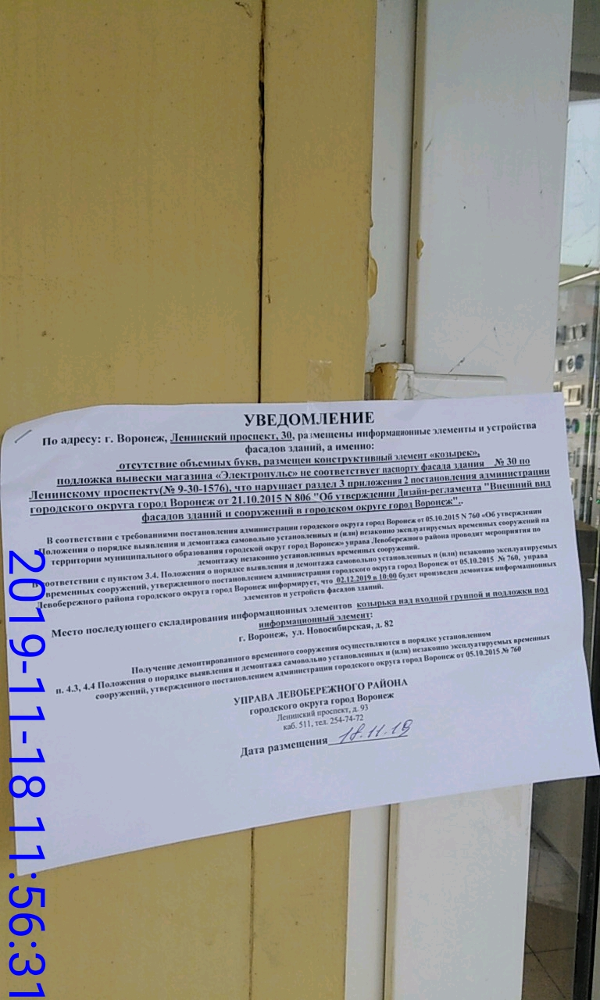 УВЕДОМЛЕНИЕ
По адресу: г. Воронеж, Ленинский проспект, 30, размещены информационные элементы и устройства
фасадов зданий, а именно:
отсутствие объемных букв, размещен конструктивный элемент «козырек»,
подложка вывески магазина «Электропульс» не соответствует паспорту фасада здания № 30 по
Ленинскому проспекту(№ 9-30-1576), что нарушает раздел 3 приложения 2 постановления администрации
городского округа город Воронеж от 21.10.2015 N 806 "Об утверждении Дизайн-регламента "Внешний вид
фасадов зданий и сооружений в городском округе город Воронеж"..
В соответствии с требованиями постановления администрации городского округа город Воронеж от 05.10.2015 N 760 «Об утверждении
Положения о порядке выявления и демонтажа самовольно установленных и (или) незаконно эксплуатируемых временных сооружений на
территории муниципального образования городской округ город Воронеж» управа Левобережного района проводит мероприятия по
демонтажу незаконно установленных временных сооружений.
В соответствии с пунктом 3.4. Положения о порядке выявления и демонтажа самовольно установленных и (или) незаконно эксплуатируемых
временных сооружений, утвержденного постановлением администрации городского округа город Воронеж от 05.10.2015 № 760, управа
Левобережного района городского округа город Воронеж информирует, что 02.12.2019 в 10:00 будет произведен демонтаж информационных
элементов и устройств фасадов зданий.
Место последующего складирования информационных элементов козырька над входной группой и подложки под
информационный элемент:
г. Воронеж, ул. Новосибирская, д. 82
Получение демонтированного временного сооружения осуществляются в порядке установленном
п. 4.3, 4.4 Положения о порядке выявления и демонтажа самовольно установленных и (или) незаконно эксплуатируемых временных
сооружений, утвержденного постановлением администрации городского округа город Воронеж от 05.10.2015 № 760
УПРАВА ЛЕВОБЕРЕЖНОГО РАЙОНА
городского округа город Воронеж
Ленинский проспект, д. 93
каб. 511, тел. 254-74-72
Дата размещения 18.11.19
2019-11-18 11:56:31